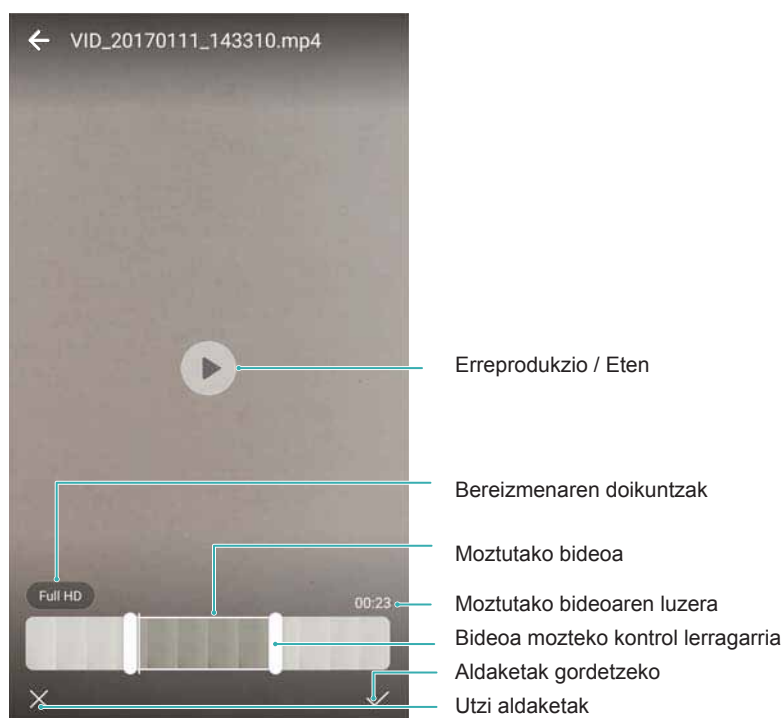 VID_20170111_143310.mp4
Erreprodukzio / Eten
Bereizmenaren doikuntzak
Moztutako bideoa
Full HD
00:23
Moztutako bideoaren luzera
Bideoa mozteko kontrol lerragarria
Aldaketak gordetzeko
Utzi aldaketak